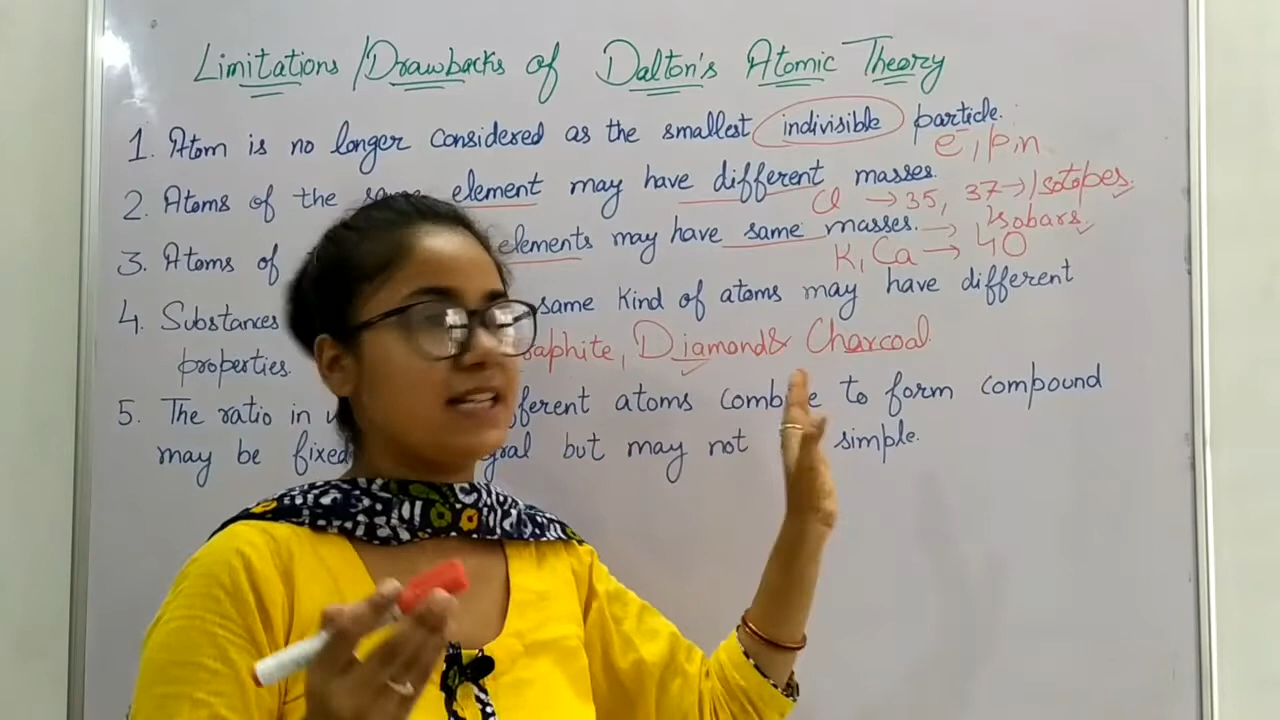 Limitations / Drawbacks of Dalton's Atomic Theory
1. Atom is no longer considered as the smallest indivisible particle.
e, p, n
2. Atoms of the same element may have different masses.
Cl → 35, 37 → Isotopes.
3. Atoms of elements may have same masses. → Isobars.
K, Ca → 40
4. Substances same kind of atoms may have different
properties. Diamond & Charcoal.
5. The ratio in atoms combine to form compound
may be fixed but may not simple.